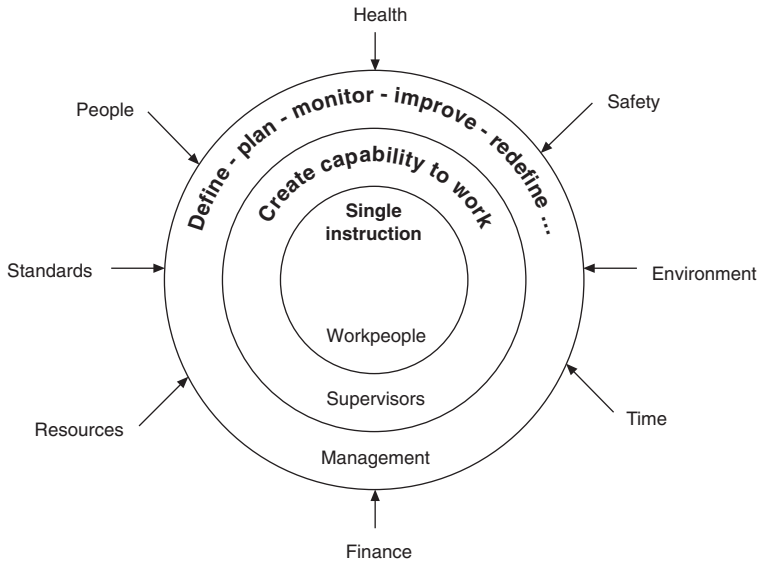 Health
People
Safety
Define - plan - monitor - improve - redefine ...
Create capability to work
Single
instruction
Standards
Environment
Workpeople
Supervisors
Resources
Time
Management
Finance